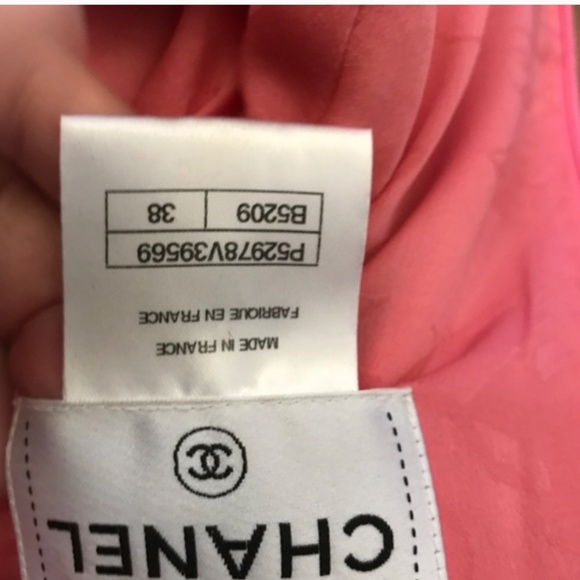 CHANEL
MADE IN FRANCE
FABRIQUE EN FRANCE
P52978V39569
B5209 38